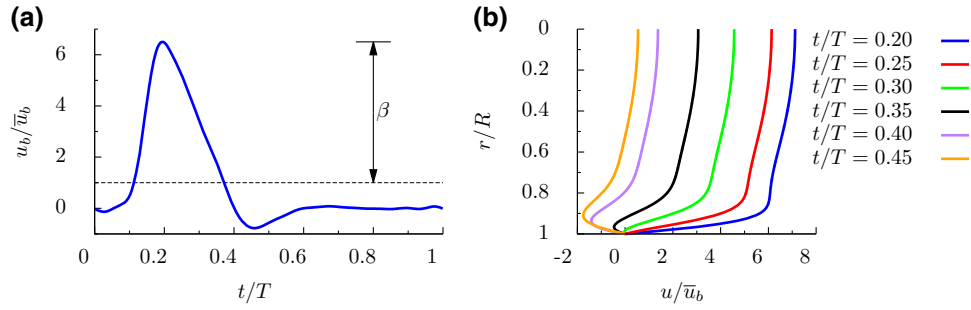 (a)
u_b/ū_b
6
4
2
1
0
β
0 0.2 0.4 0.6 0.8 1
t/T
(b)
r/R
0
0.2
0.4
0.6
0.8
1
-2 0 2 4 6 8
u/ū_b
t/T = 0.20
t/T = 0.25
t/T = 0.30
t/T = 0.35
t/T = 0.40
t/T = 0.45